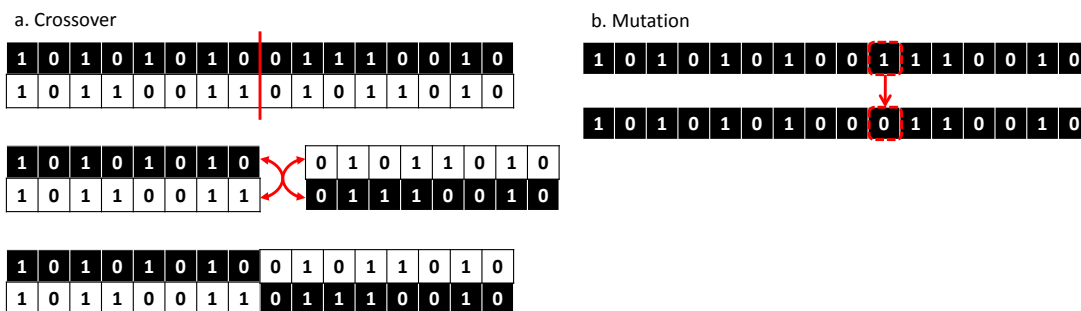 a. Crossover
1 0 1 0 1 0 1 0 0 1 1 1 0 0 1 0
1 0 1 1 0 0 1 1 0 1 0 1 1 0 1 0
1 0 1 0 1 0 1 0 0 1 0 1 1 0 1 0
1 0 1 1 0 0 1 1 0 1 1 1 0 0 1 0
1 0 1 0 1 0 1 0 0 1 0 1 1 0 1 0
1 0 1 1 0 0 1 1 0 1 1 1 0 0 1 0
b. Mutation
1 0 1 0 1 0 1 0 0 1 1 1 0 0 1 0
1 0 1 0 1 0 1 0 0 0 1 1 0 0 1 0